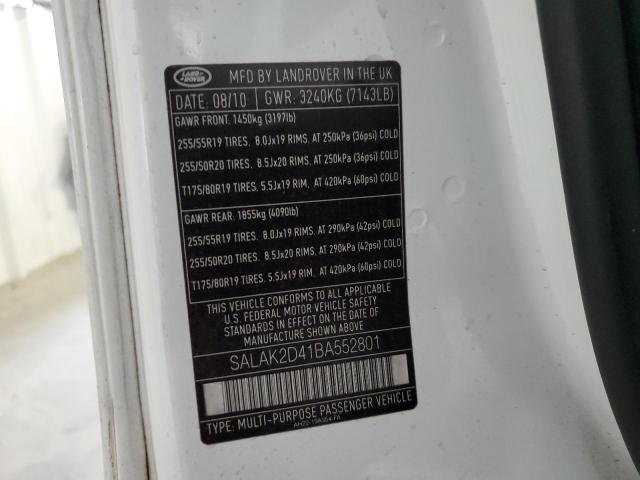 LAND ROVER
MFD BY LANDROVER IN THE UK
DATE: 08/10 GWR: 3240KG (7143LB)
GAWR FRONT: 1450kg (3197lb)
255/55R19 TIRES. 8.0Jx19 RIMS, AT 250kPa (36psi) COLD
255/50R20 TIRES. 8.5Jx20 RIMS, AT 250kPa (36psi) COLD
T175/80R19 TIRES. 5.5Jx19 RIM, AT 420kPa (60psi) COLD
GAWR REAR: 1855kg (4090lb)
255/55R19 TIRES. 8.0Jx19 RIMS, AT 290kPa (42psi) COLD
255/50R20 TIRES. 8.5Jx20 RIMS, AT 290kPa (42psi) COLD
T175/80R19 TIRES. 5.5Jx19 RIM, AT 420kPa (60psi) COLD
THIS VEHICLE CONFORMS TO ALL APPLICABLE
U.S. FEDERAL MOTOR VEHICLE SAFETY
STANDARDS IN EFFECT ON THE DATE OF
MANUFACTURE SHOWN ABOVE.
SALAK2D41BA552801
TYPE: MULTI-PURPOSE PASSENGER VEHICLE
AH22-19A354-FA